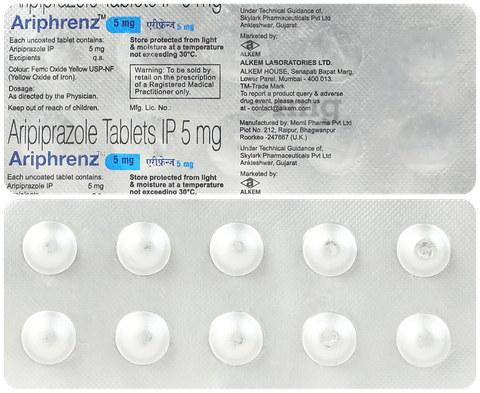 Aripiprazole Tablets IP 5 mg
Ariphrenz™ 5 mg एरीफ्रेन्ज़ 5 mg
Each uncoated tablet contains:
Aripiprazole IP 5 mg
Excipients q.s.
Colour: Ferric Oxide Yellow USP-NF
(Yellow Oxide of Iron).
Dosage:
As directed by the Physician.
Keep out of reach of children.
Store protected from light
& moisture at a temperature
not exceeding 30°C.
Warning: To be sold by
retail on the prescription
of a Registered Medical
Practitioner only.
Mfg. Lic. No.:
Aripiprazole Tablets IP 5 mg
Ariphrenz™ 5 mg एरीफ्रेन्ज़ 5 mg
Each uncoated tablet contains:
Aripiprazole IP 5 mg
Excipients q.s.
Store protected from light
& moisture at a temperature
not exceeding 30°C.
Under Technical Guidance of,
Skylark Pharmaceuticals Pvt Ltd
Ankleshwar, Gujarat
Marketed by:
ALKEM
ALKEM LABORATORIES LTD.
ALKEM HOUSE, Senapati Bapat Marg,
Lower Parel, Mumbai - 400 013.
TM-Trade Mark
To report a product query & adverse
drug event, please reach us
at - contact@alkem.com
Manufactured by: Merril Pharma Pvt Ltd
Plot No. 212, Raipur, Bhagwanpur
Roorkee -247667 (U.K.)
Under Technical Guidance of,
Skylark Pharmaceuticals Pvt Ltd
Ankleshwar, Gujarat
Marketed by:
ALKEM